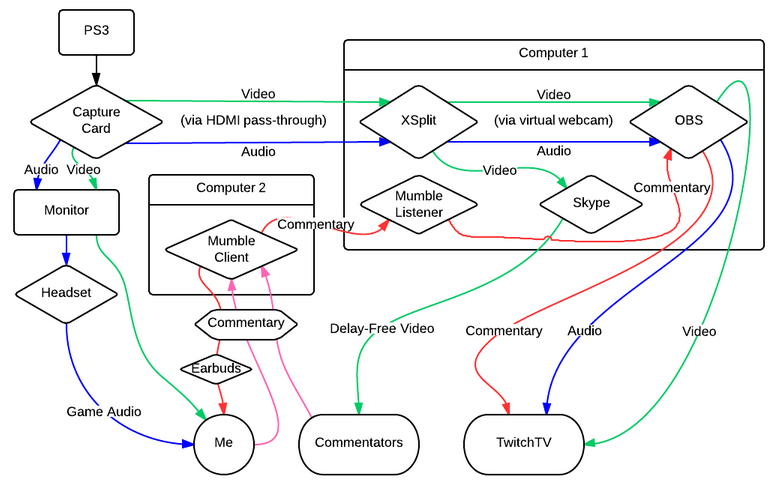 PS3
Computer 1
Video
Video
Capture
Card
(via HDMI pass-through)
XSplit
(via virtual webcam)
OBS
Audio
Audio
Audio
Video
Video
Computer 2
Commentary
Mumble
Listener
Skype
Monitor
Commentary
Mumble
Client
Headset
Commentary
Delay-Free Video
Commentary
Audio
Video
Earbuds
Game Audio
Me
Commentators
TwitchTV